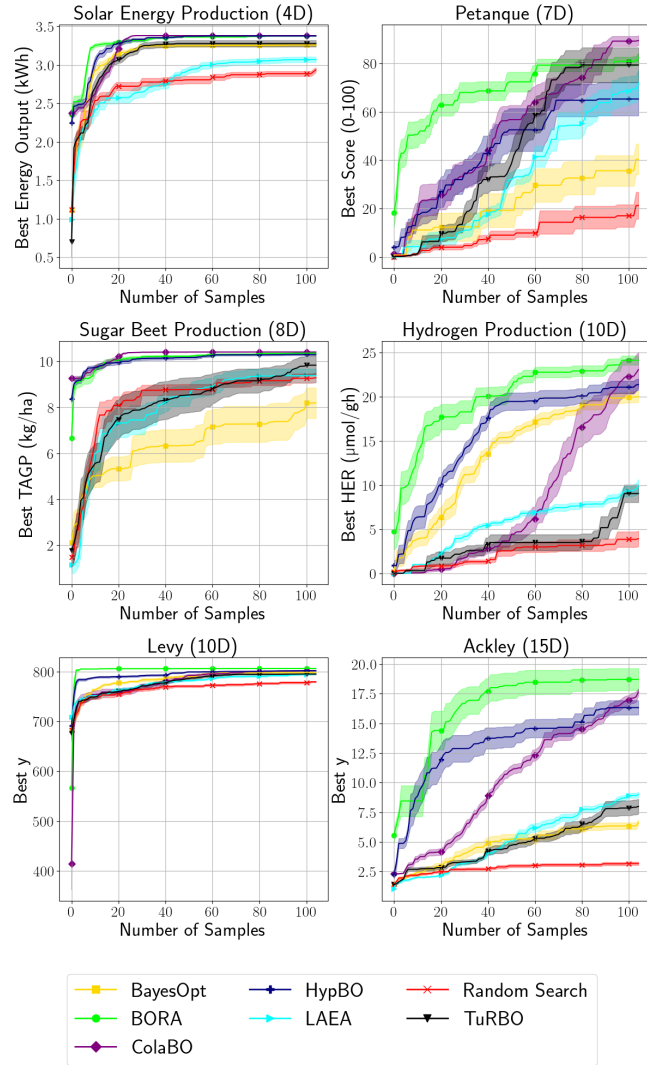 Solar Energy Production (4D)
Best Energy Output (kWh)
3.5
3.0
2.5
2.0
1.5
1.0
0.5
0 20 40 60 80 100
Number of Samples
Petanque (7D)
Best Score (0-100)
80
60
40
20
0
0 20 40 60 80 100
Number of Samples
Sugar Beet Production (8D)
Best TAGP (kg/ha)
10
8
6
4
2
0 20 40 60 80 100
Number of Samples
Hydrogen Production (10D)
Best HER (μmol/gh)
25
20
15
10
5
0
0 20 40 60 80 100
Number of Samples
Levy (10D)
Best y
800
700
600
500
400
0 20 40 60 80 100
Number of Samples
Ackley (15D)
Best y
20.0
17.5
15.0
12.5
10.0
7.5
5.0
2.5
0 20 40 60 80 100
Number of Samples
BayesOpt
BORA
ColaBO
HypBO
LAEA
Random Search
TuRBO